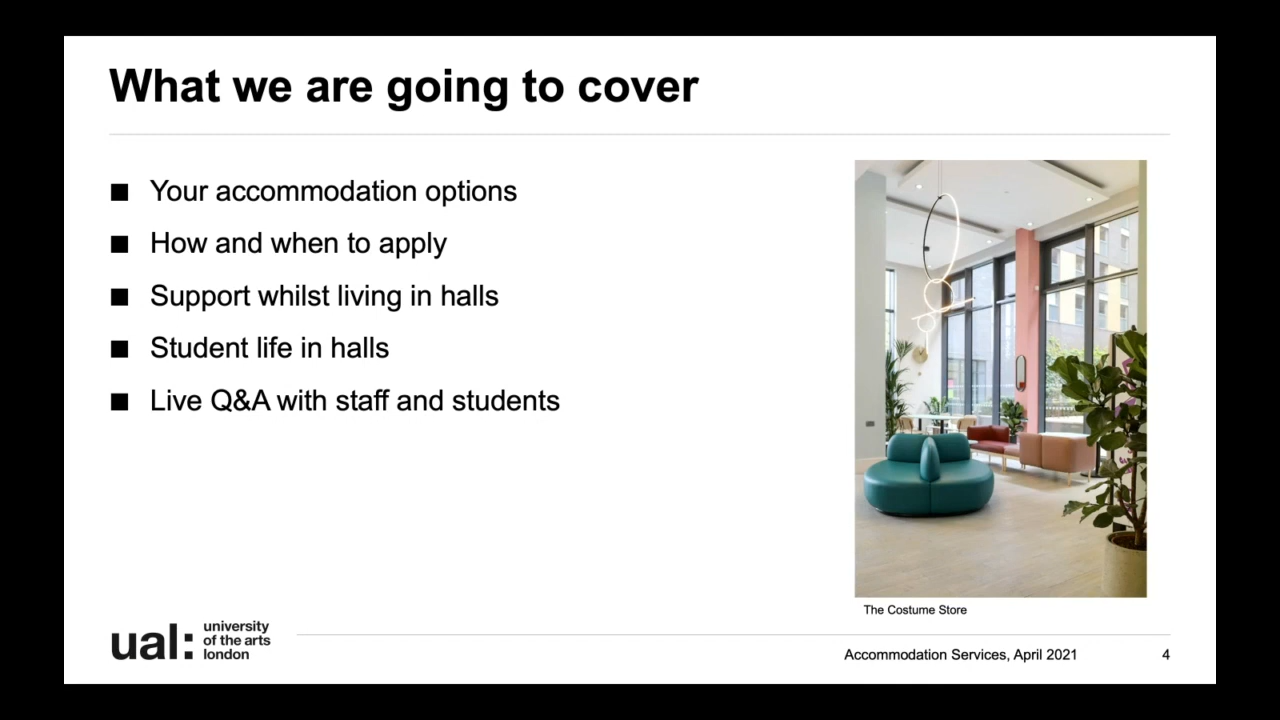 What we are going to cover
Your accommodation options
How and when to apply
Support whilst living in halls
Student life in halls
Live Q&A with staff and students
The Costume Store
ual:
university
of the arts
london
Accommodation Services, April 2021
4